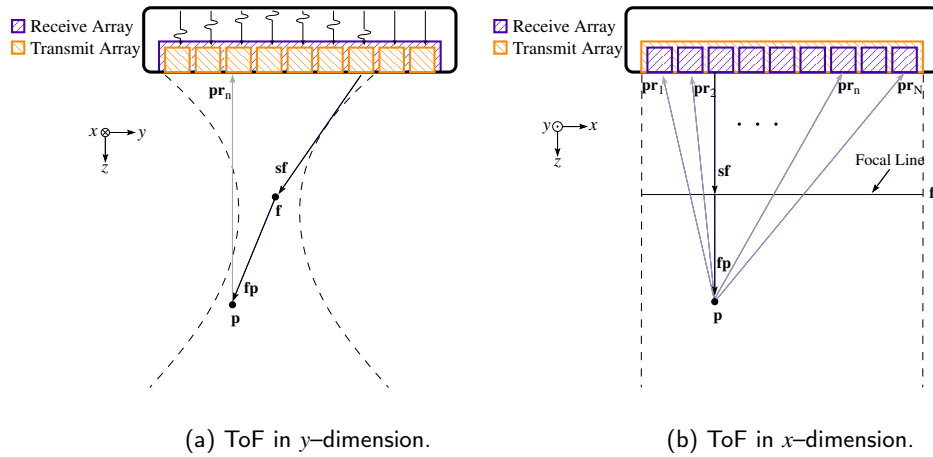 Receive Array
Transmit Array
pr_n
x
y
z
sf
f
fp
p
(a) ToF in y–dimension.
Receive Array
Transmit Array
pr_1
pr_2
pr_n
pr_N
y
x
z
. . .
sf
Focal Line
f
fp
p
(b) ToF in x–dimension.